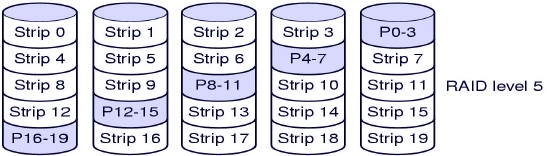 Strip 0 Strip 1 Strip 2 Strip 3 P0-3
Strip 4 Strip 5 Strip 6 P4-7 Strip 7
Strip 8 Strip 9 P8-11 Strip 10 Strip 11 RAID level 5
Strip 12 P12-15 Strip 13 Strip 14 Strip 15
P16-19 Strip 16 Strip 17 Strip 18 Strip 19